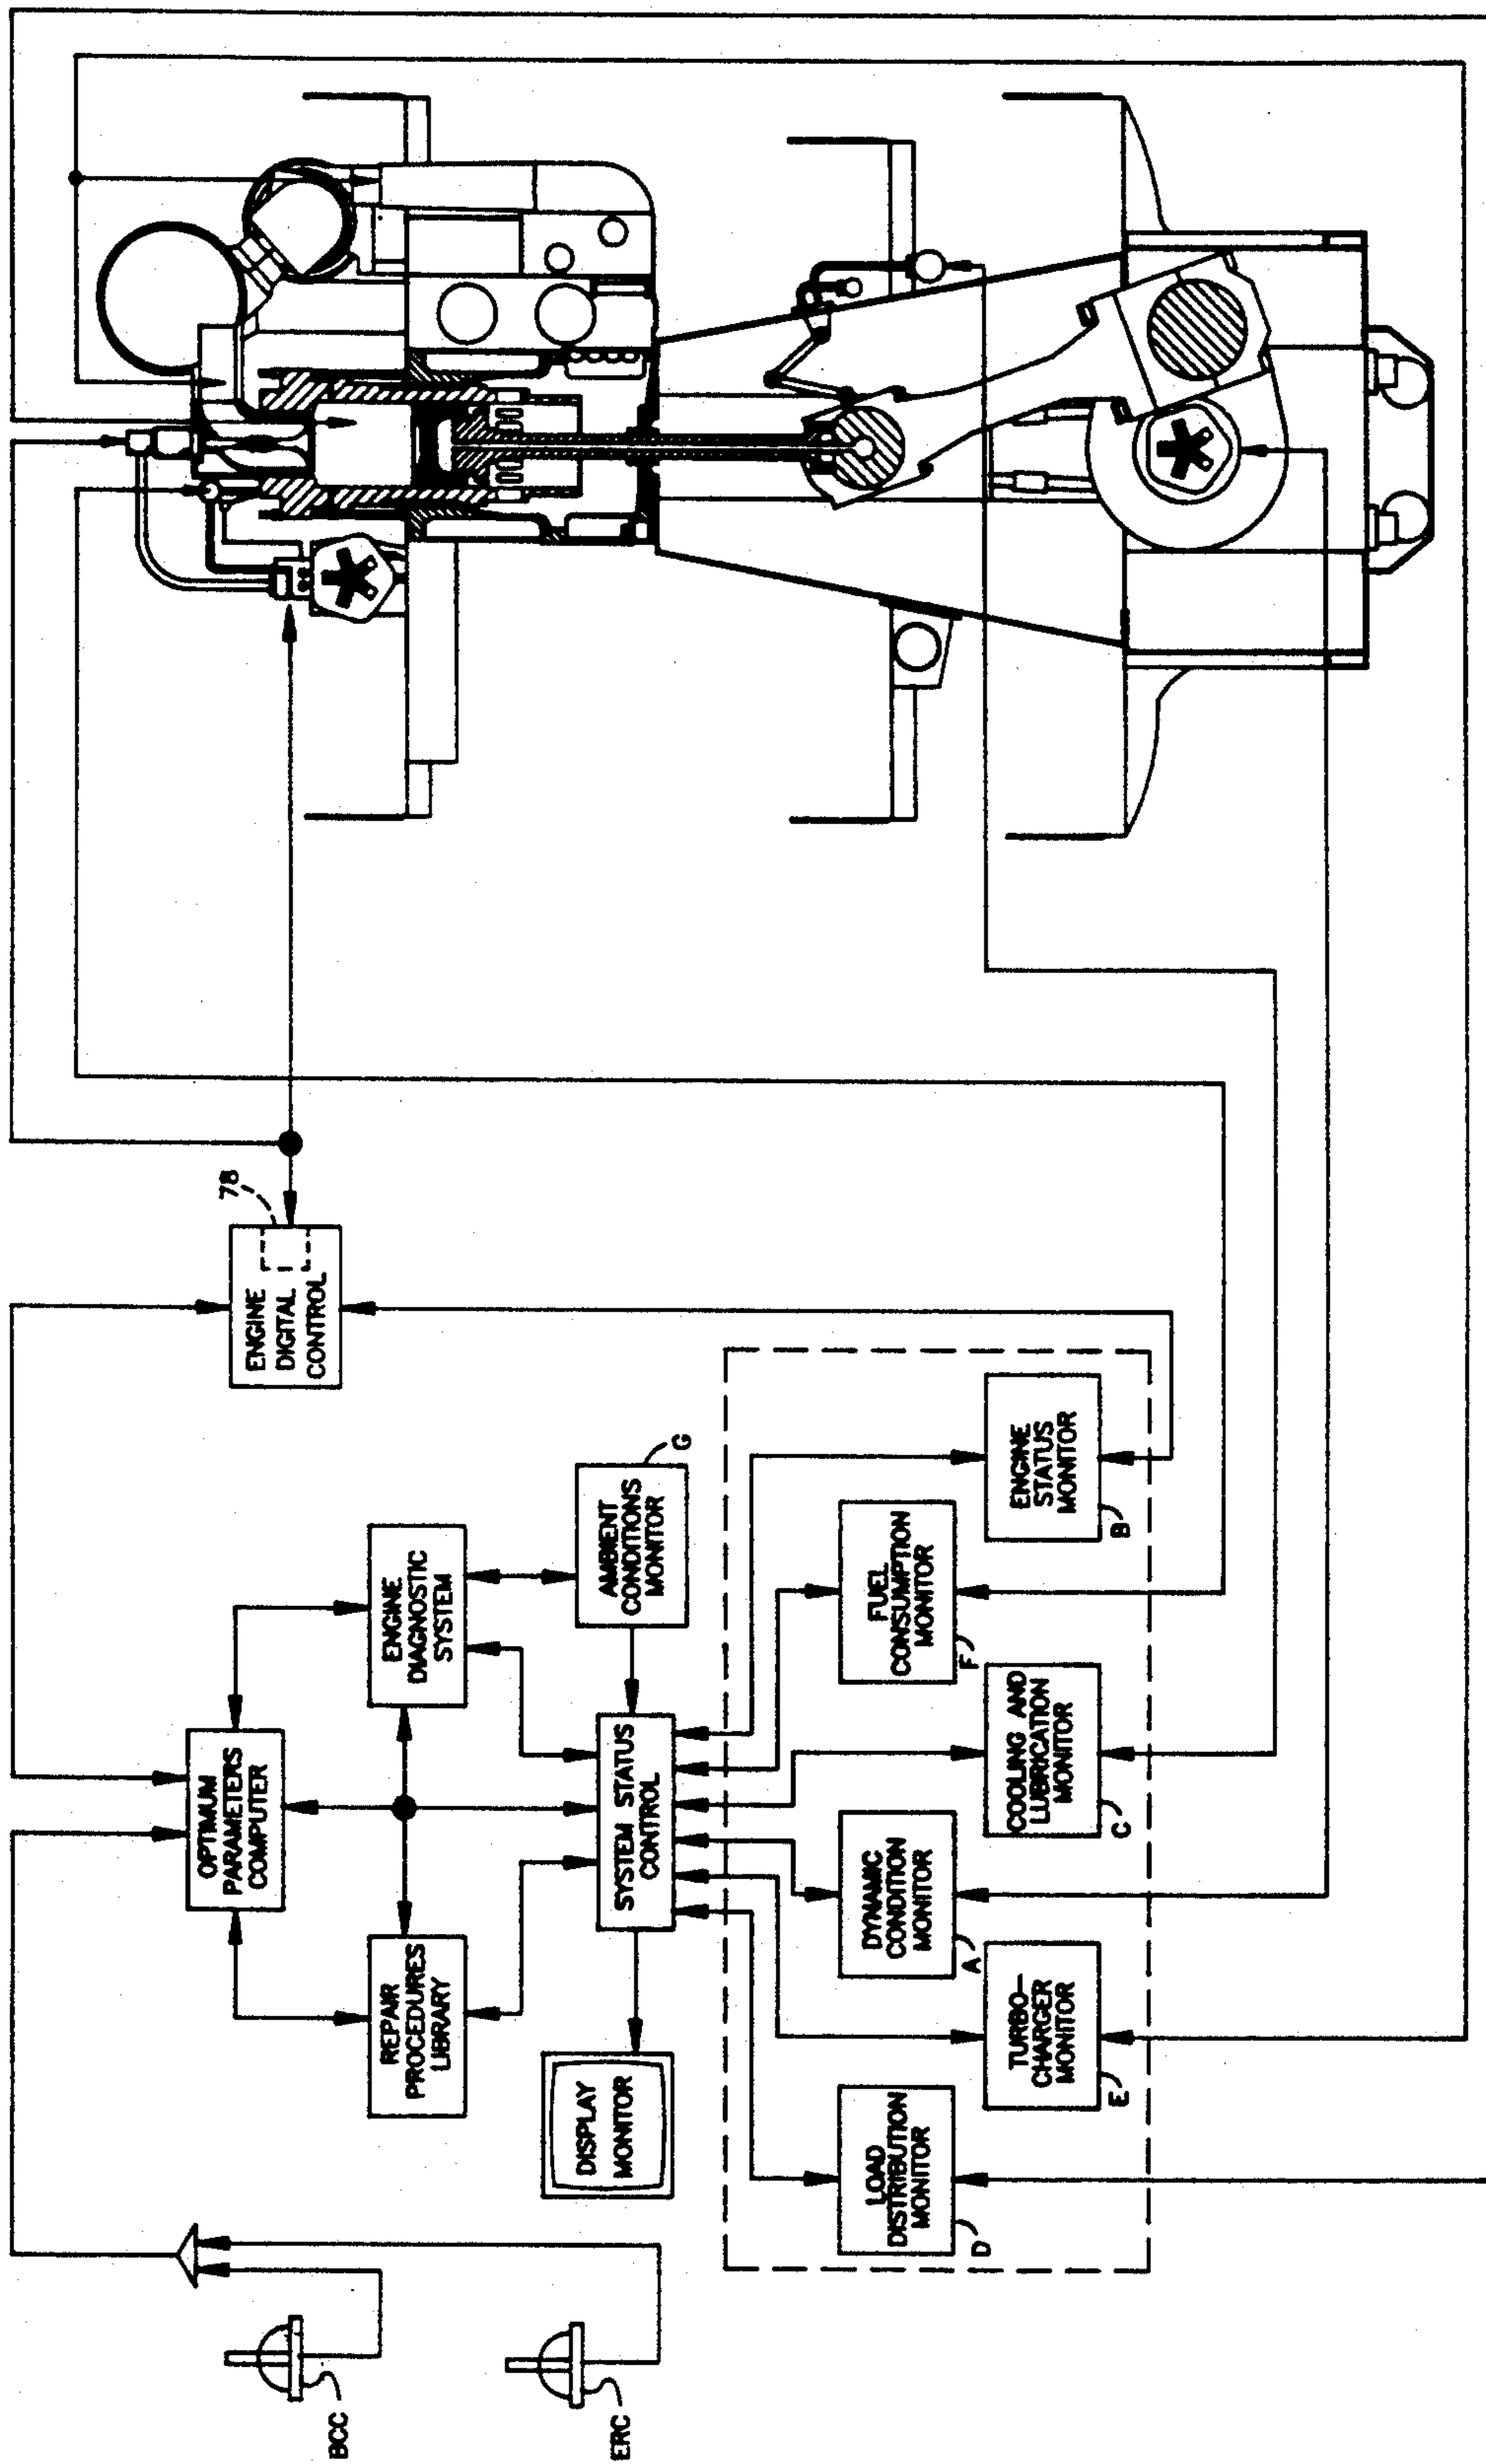 BCC
ERC
OPTIMUM
PARAMETERS
COMPUTER
ENGINE
DIGITAL
CONTROL
78
REPAIR
PROCEDURES
LIBRARY
ENGINE
DIAGNOSTIC
SYSTEM
DISPLAY
MONITOR
SYSTEM STATUS
CONTROL
AMBIENT
CONDITIONS
MONITOR
G
LOAD
DISTRIBUTION
MONITOR
D
DYNAMIC
CONDITION
MONITOR
A
FUEL
CONSUMPTION
MONITOR
F
TURBO—
CHARGER
MONITOR
E
COOLING AND
LUBRICATION
MONITOR
C
ENGINE
STATUS
MONITOR
B